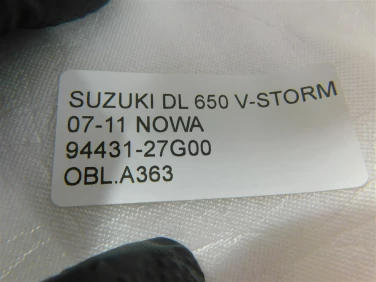 SUZUKI DL 650 V-STORM
07-11 NOWA
94431-27G00
OBL.A363